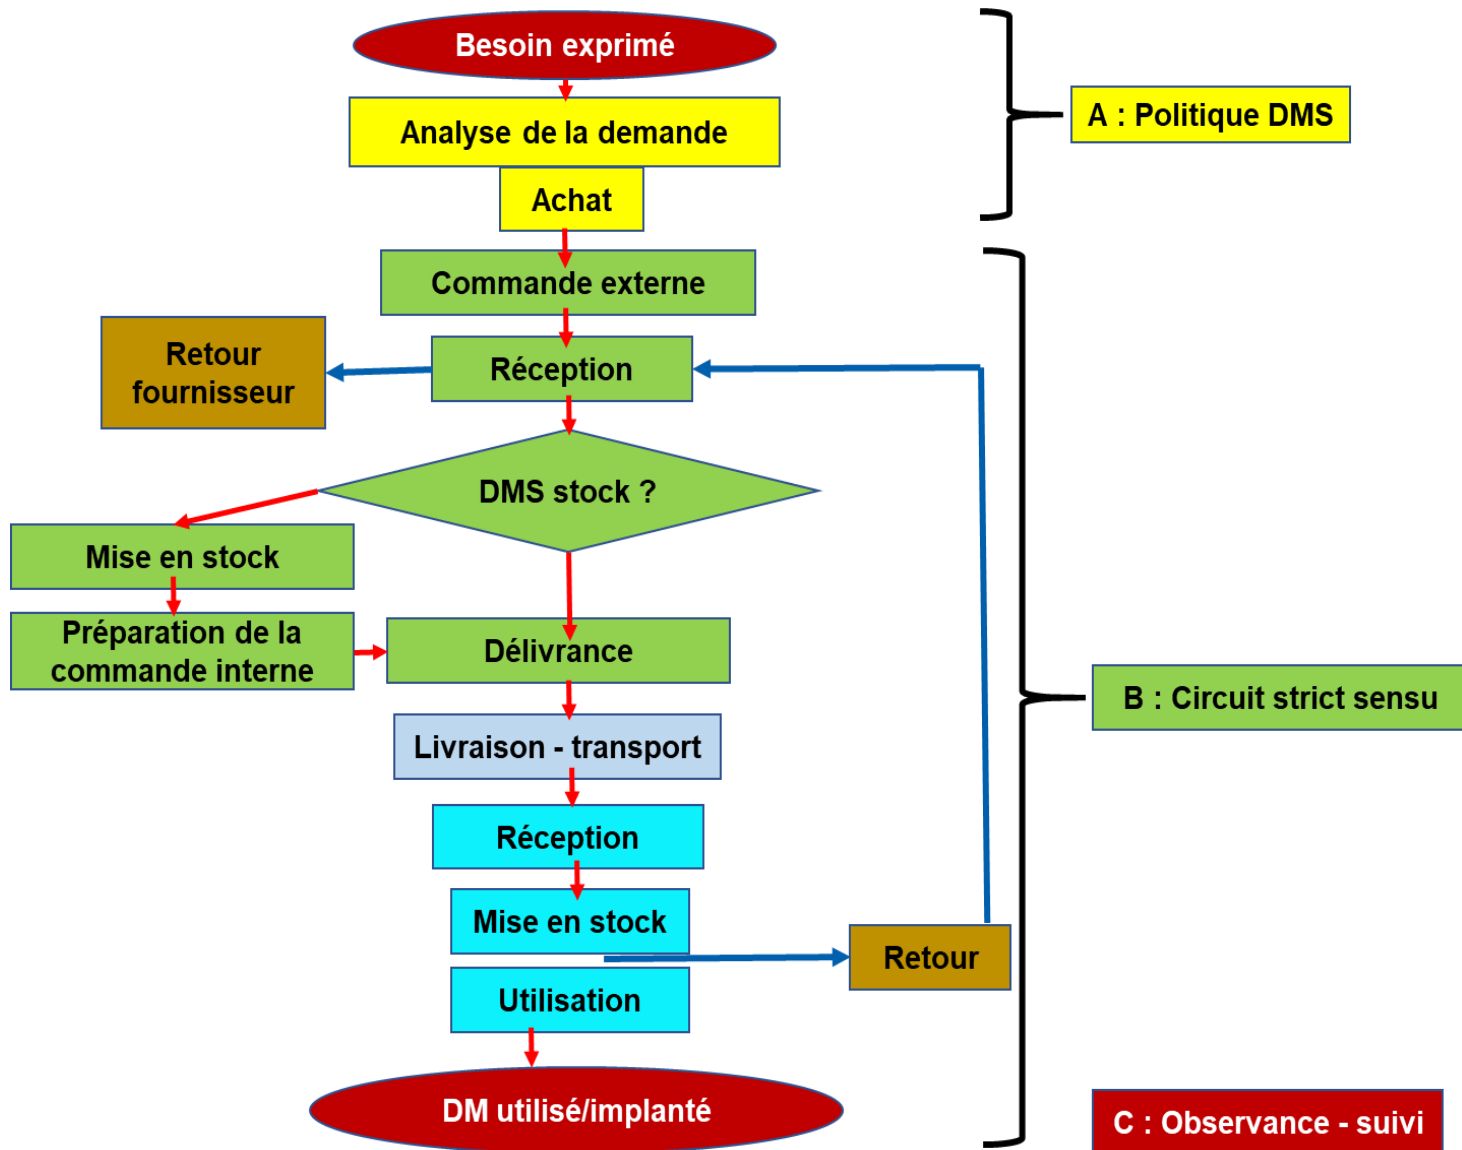 Besoin exprimé
Analyse de la demande
A : Politique DMS
Achat
Commande externe
Retour
fournisseur
Réception
DMS stock ?
Mise en stock
Préparation de la
commande interne
Délivrance
B : Circuit strict sensu
Livraison - transport
Réception
Mise en stock
Retour
Utilisation
DM utilisé/implanté
C : Observance - suivi